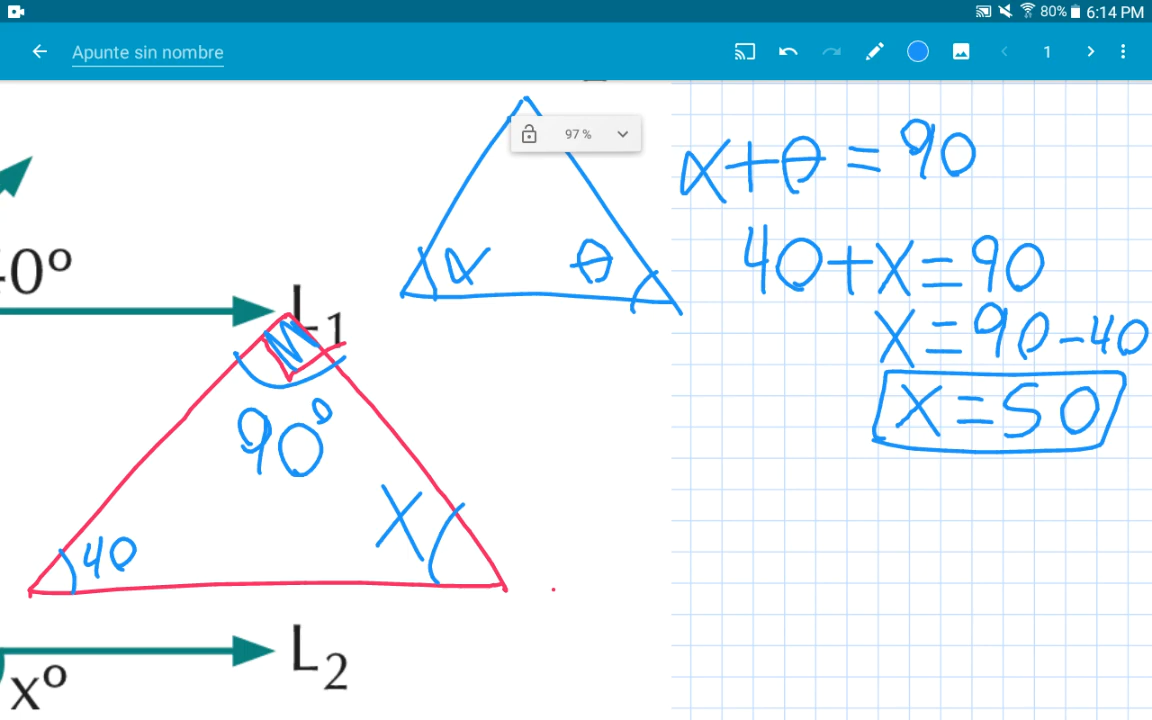 80% 6:14 PM
Apunte sin nombre
1
97 %
α+θ=90
40+x=90
x=90-40
x=50
α θ
40º
L1
90º
40
x
L2
xº